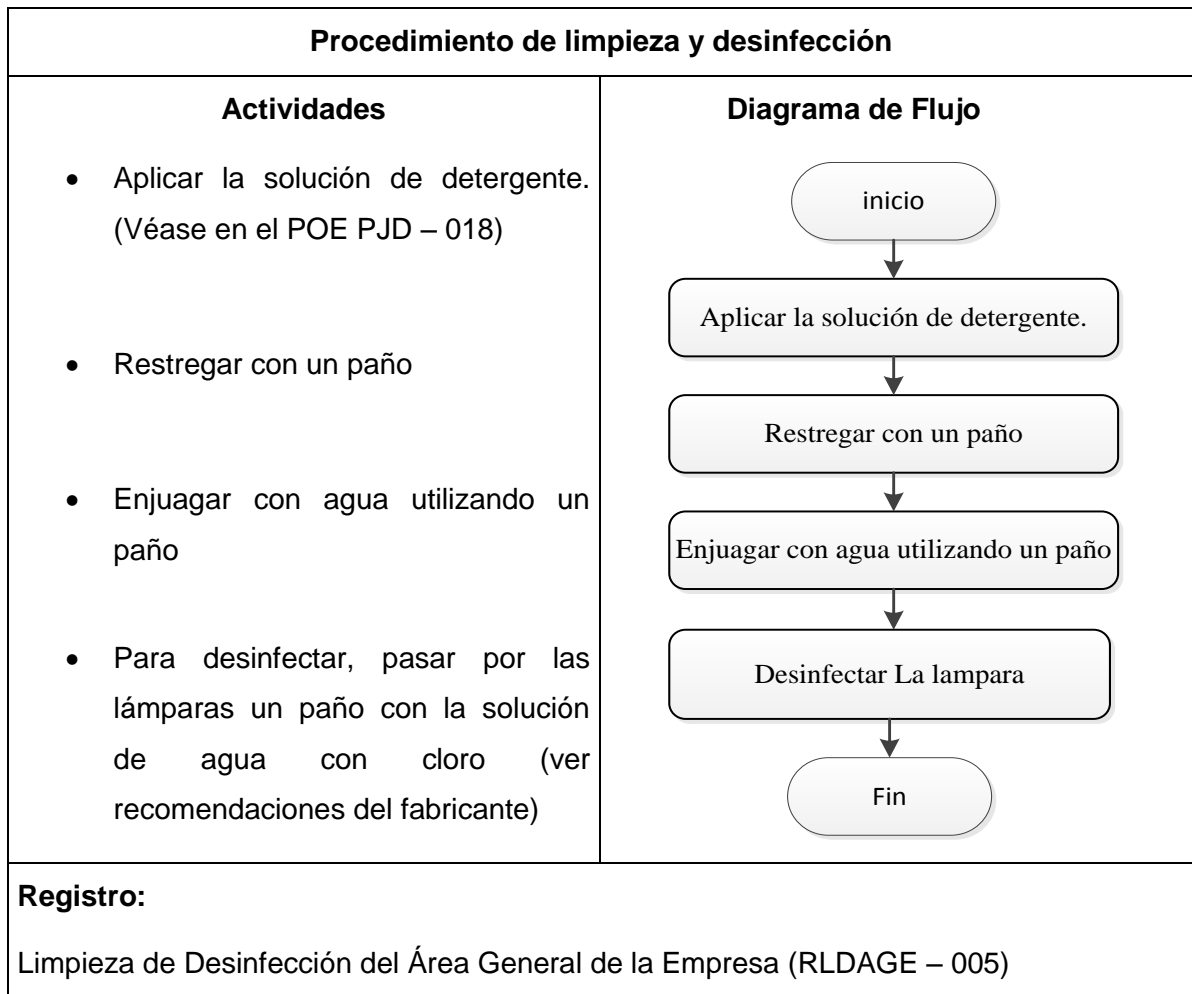 Procedimiento de limpieza y desinfección
Actividades
• Aplicar la solución de detergente.
(Véase en el POE PJD – 018)
• Restregar con un paño
• Enjuagar con agua utilizando un
paño
• Para desinfectar, pasar por las
lámparas un paño con la solución
de agua con cloro (ver
recomendaciones del fabricante)
Diagrama de Flujo
inicio
Aplicar la solución de detergente.
Restregar con un paño
Enjuagar con agua utilizando un paño
Desinfectar La lampara
Fin
Registro:
Limpieza de Desinfección del Área General de la Empresa (RLDAGE – 005)